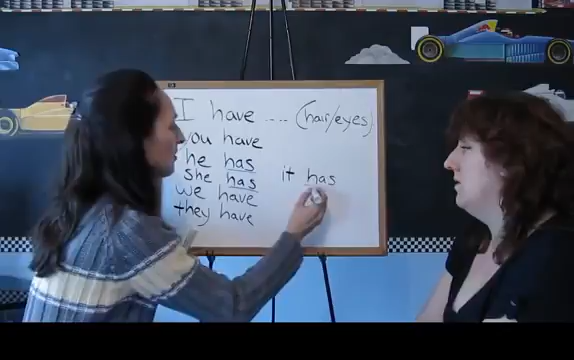 I have .... (hair/eyes)
you have
he has
she has
it has
we have
they have